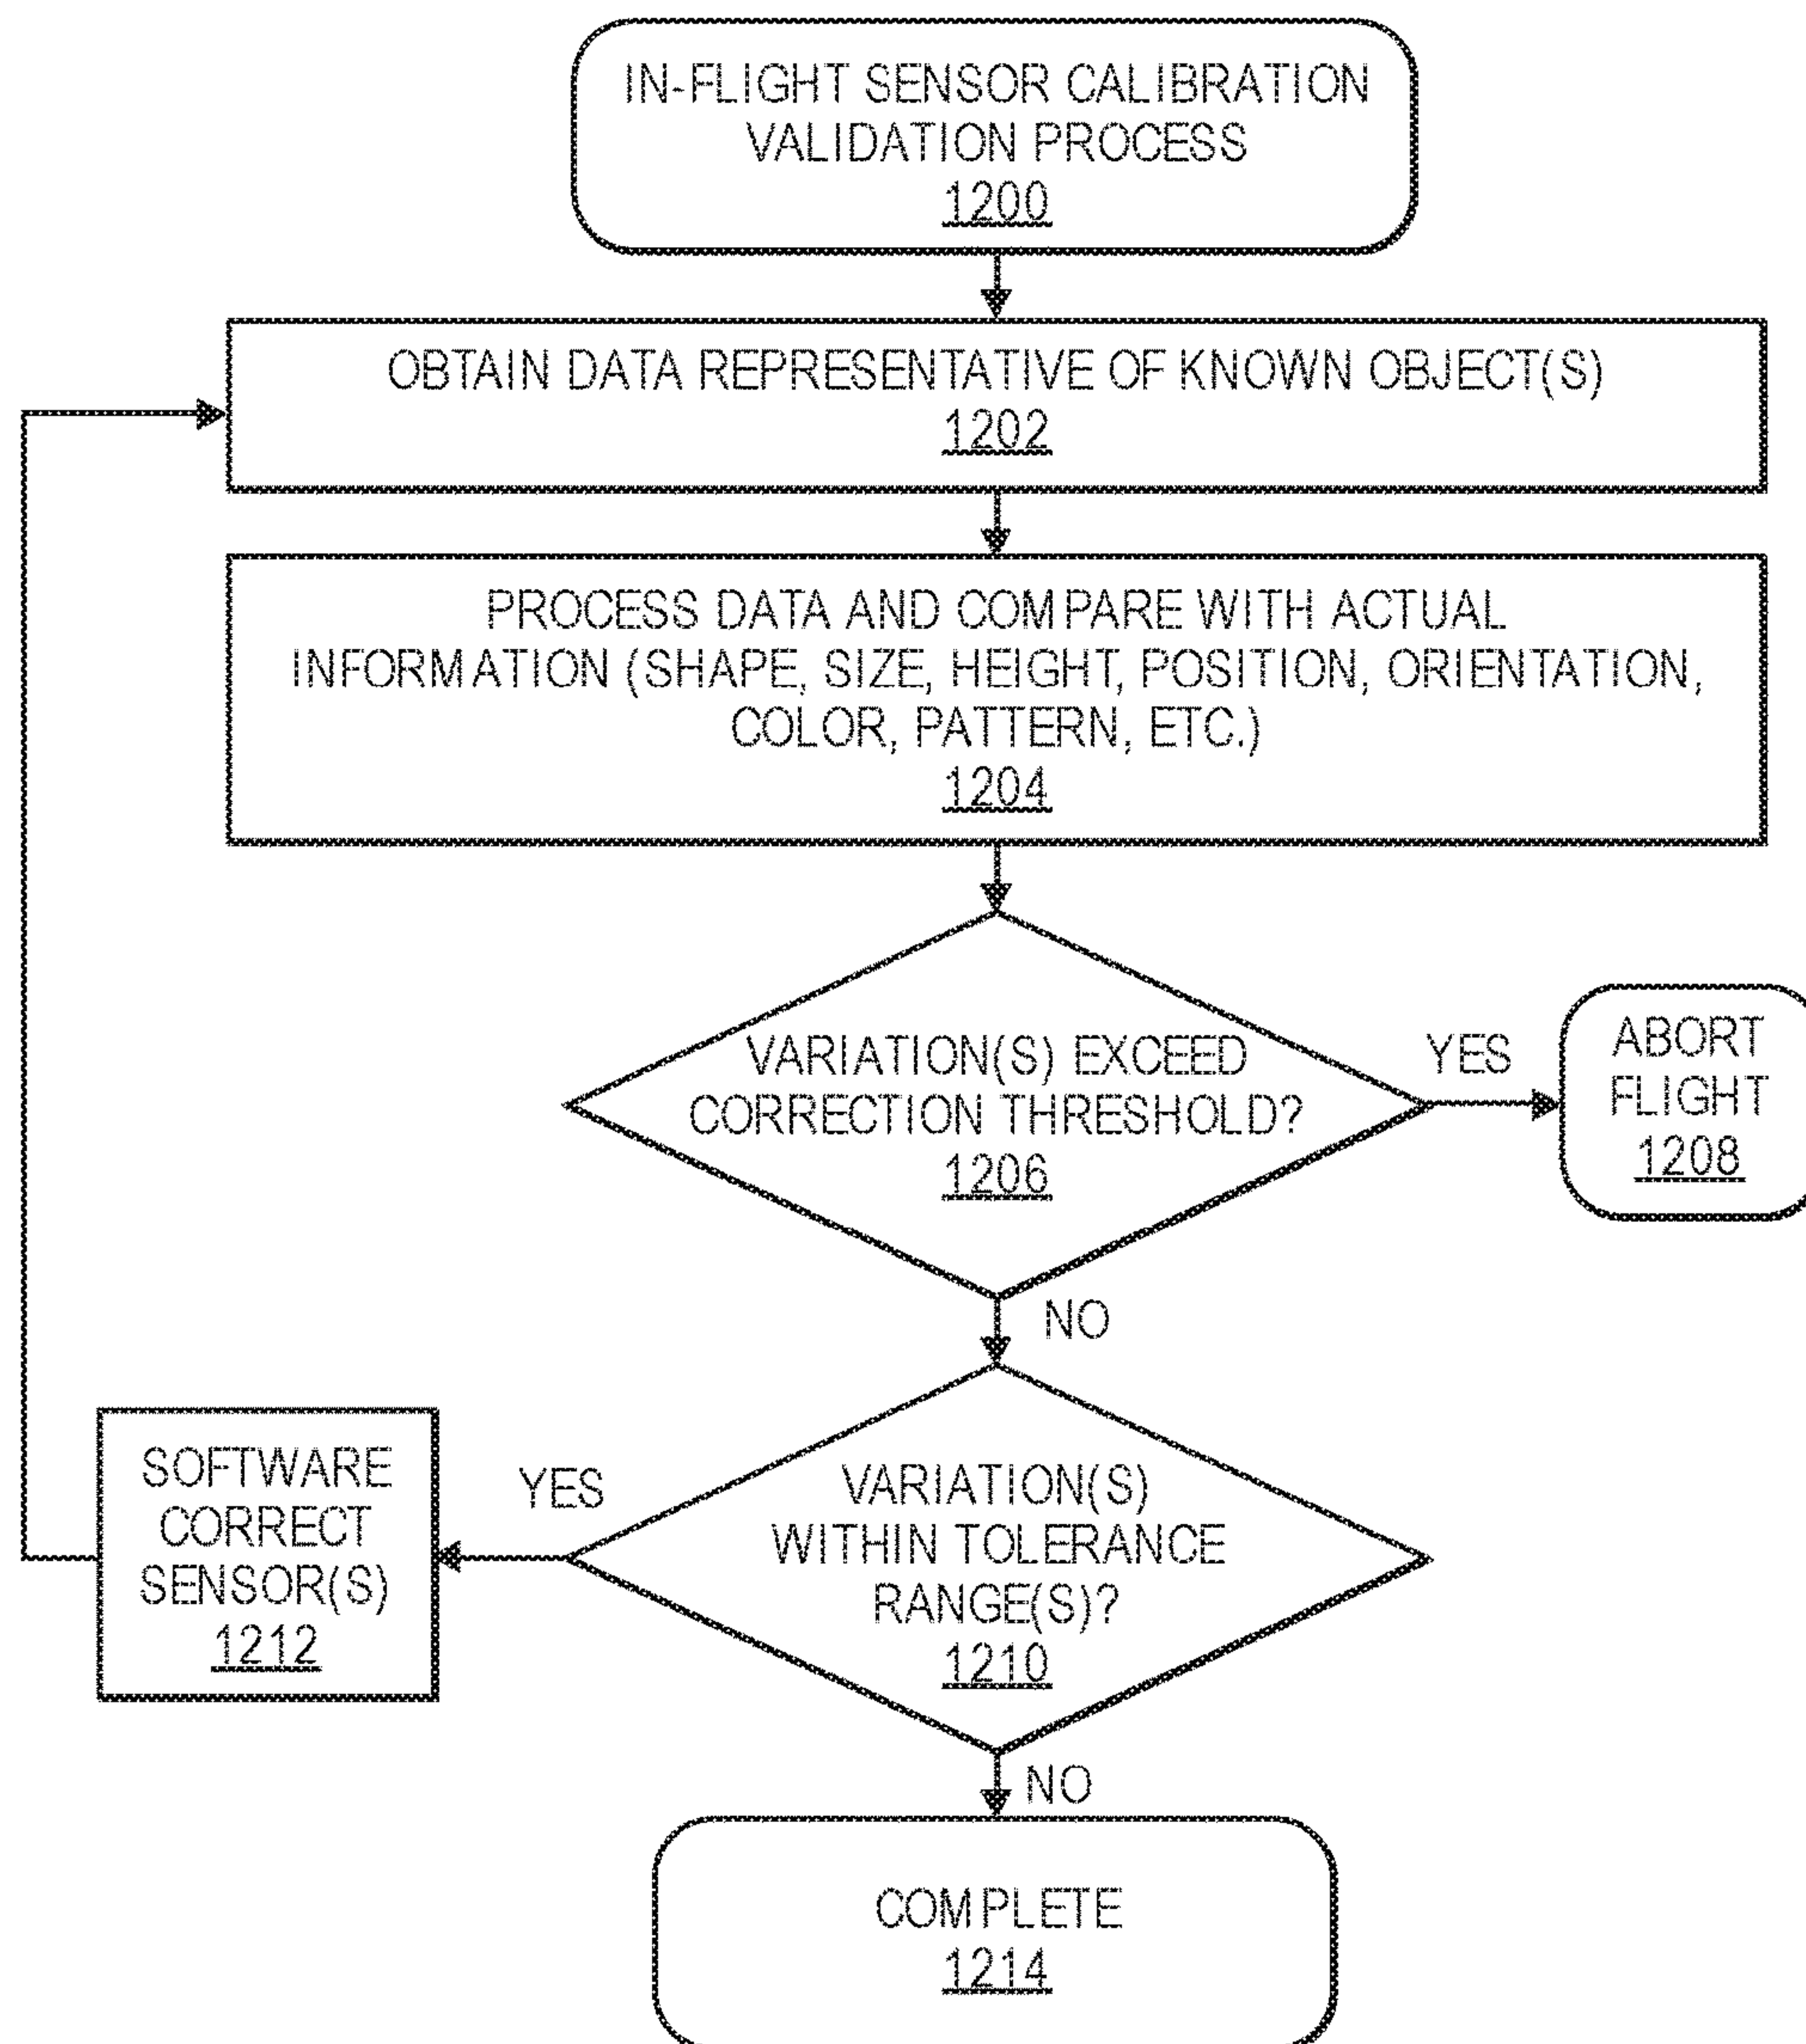 IN-FLIGHT SENSOR CALIBRATION
VALIDATION PROCESS
1200
OBTAIN DATA REPRESENTATIVE OF KNOWN OBJECT(S)
1202
PROCESS DATA AND COMPARE WITH ACTUAL
INFORMATION (SHAPE, SIZE, HEIGHT, POSITION, ORIENTATION,
COLOR, PATTERN, ETC.)
1204
VARIATION(S) EXCEED
CORRECTION THRESHOLD?
1206
YES
ABORT
FLIGHT
1208
NO
VARIATION(S)
WITHIN TOLERANCE
RANGE(S)?
1210
YES
SOFTWARE
CORRECT
SENSOR(S)
1212
NO
COMPLETE
1214